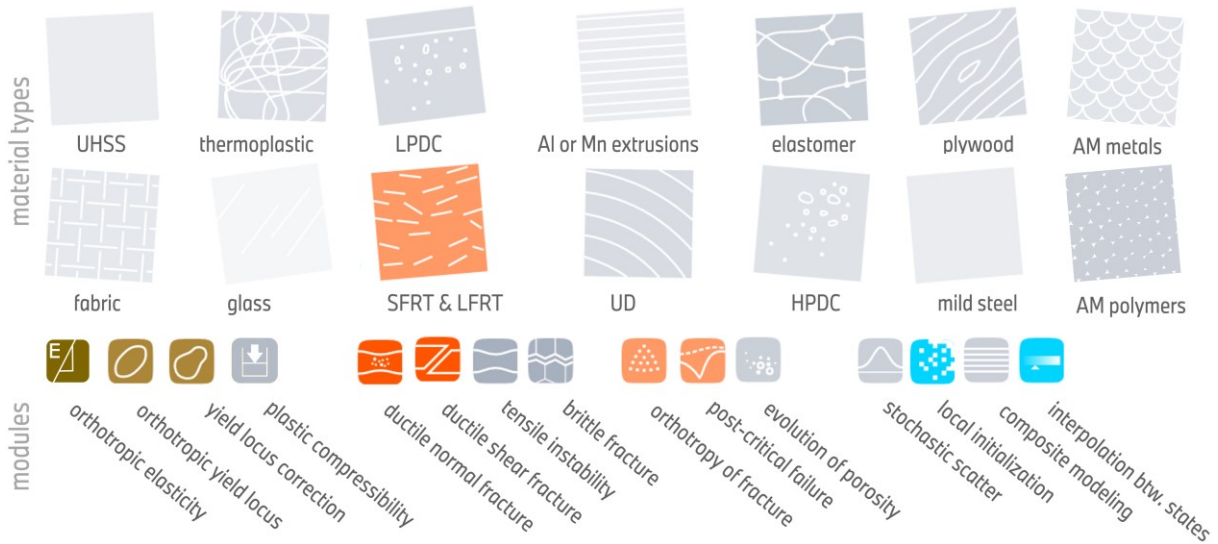 material types
UHSS
thermoplastic
LPDC
Al or Mn extrusions
elastomer
plywood
AM metals
fabric
glass
SFRT & LFRT
UD
HPDC
mild steel
AM polymers
modules
E
orthotropic elasticity
orthotropic yield locus
yield locus correction
plastic compressibility
ductile normal fracture
ductile shear fracture
tensile instability
brittle fracture
orthotropy of fracture
post-critical failure
evolution of porosity
stochastic scatter
local initialization
composite modeling
interpolation btw. states